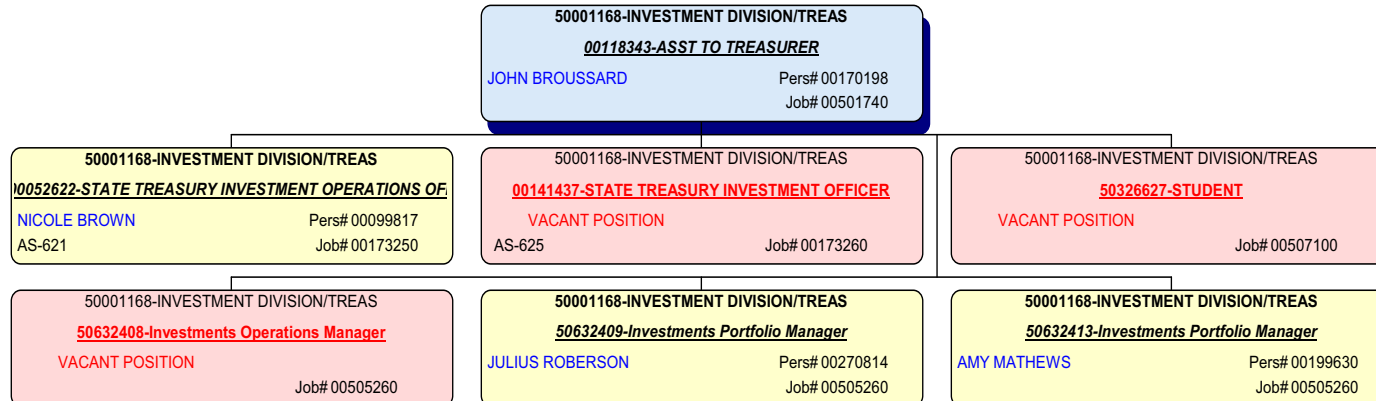 50001168-INVESTMENT DIVISION/TREAS
00118343-ASST TO TREASURER
JOHN BROUSSARD Pers# 00170198
Job# 00501740
50001168-INVESTMENT DIVISION/TREAS
00052622-STATE TREASURY INVESTMENT OPERATIONS OFI
NICOLE BROWN Pers# 00099817
AS-621 Job# 00173250
50001168-INVESTMENT DIVISION/TREAS
00141437-STATE TREASURY INVESTMENT OFFICER
VACANT POSITION
AS-625 Job# 00173260
50001168-INVESTMENT DIVISION/TREAS
50326627-STUDENT
VACANT POSITION
Job# 00507100
50001168-INVESTMENT DIVISION/TREAS
50632408-Investments Operations Manager
VACANT POSITION
Job# 00505260
50001168-INVESTMENT DIVISION/TREAS
50632409-Investments Portfolio Manager
JULIUS ROBERSON Pers# 00270814
Job# 00505260
50001168-INVESTMENT DIVISION/TREAS
50632413-Investments Portfolio Manager
AMY MATHEWS Pers# 00199630
Job# 00505260